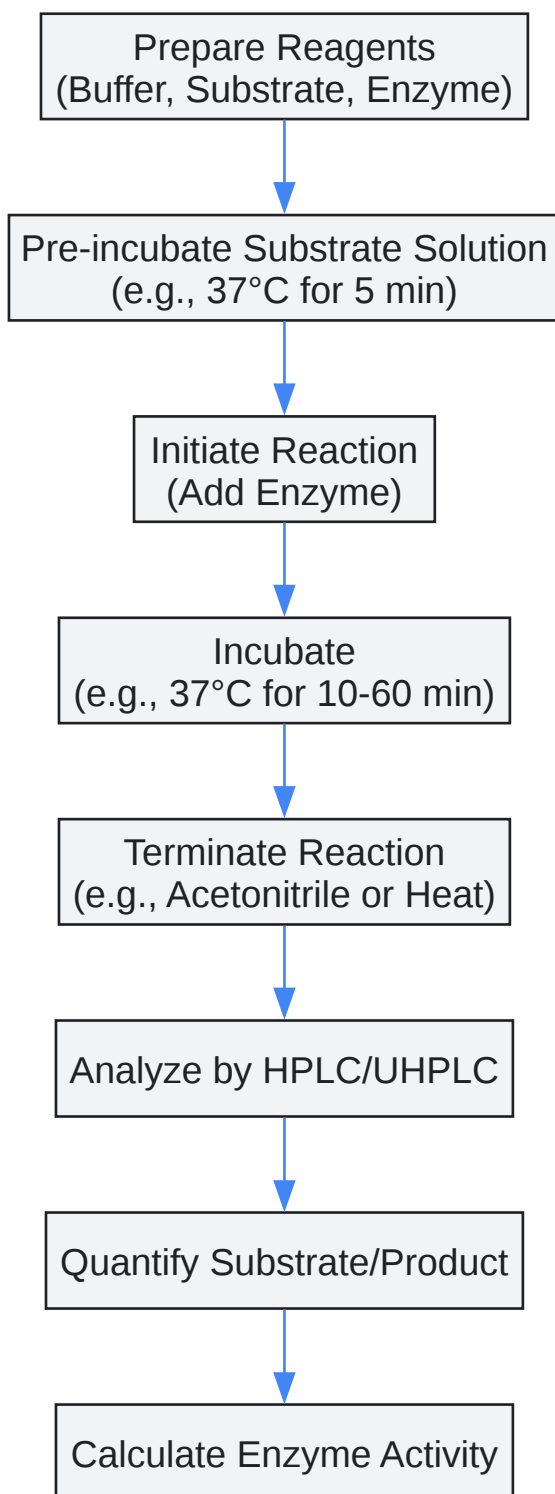 Prepare Reagents
(Buffer, Substrate, Enzyme)
Pre-incubate Substrate Solution
(e.g., 37°C for 5 min)
Initiate Reaction
(Add Enzyme)
Incubate
(e.g., 37°C for 10-60 min)
Terminate Reaction
(e.g., Acetonitrile or Heat)
Analyze by HPLC/UHPLC
Quantify Substrate/Product
Calculate Enzyme Activity